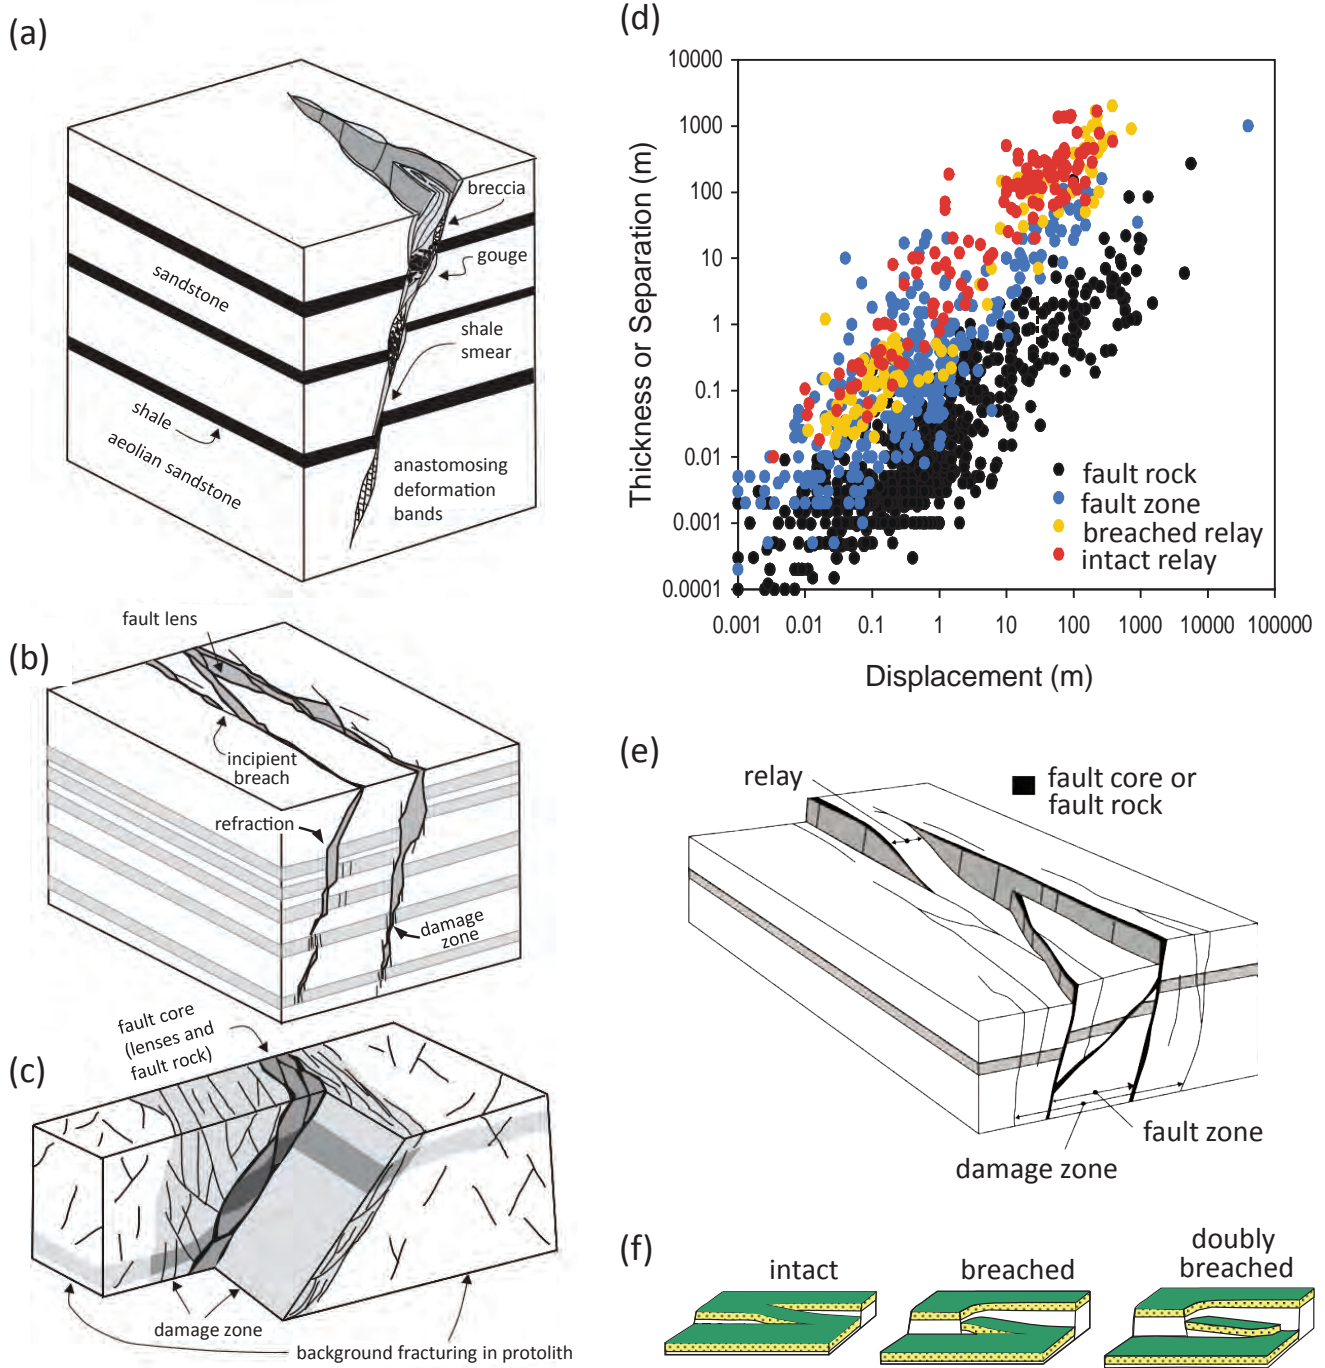 (a)
breccia
gouge
sandstone
shale
smear
shale
aeolian sandstone
anastomosing
deformation
bands
(b)
fault lens
incipient
breach
refraction
damage
zone
(c)
fault core
(lenses and
fault rock)
damage zone
background fracturing in protolith
(d)
Thickness or Separation (m)
10000
1000
100
10
1
0.1
0.01
0.001
0.0001
0.001 0.01 0.1 1 10 100 1000 10000 100000
Displacement (m)
fault rock
fault zone
breached relay
intact relay
(e)
relay
fault core or
fault rock
fault zone
damage zone
(f)
intact
breached
doubly
breached